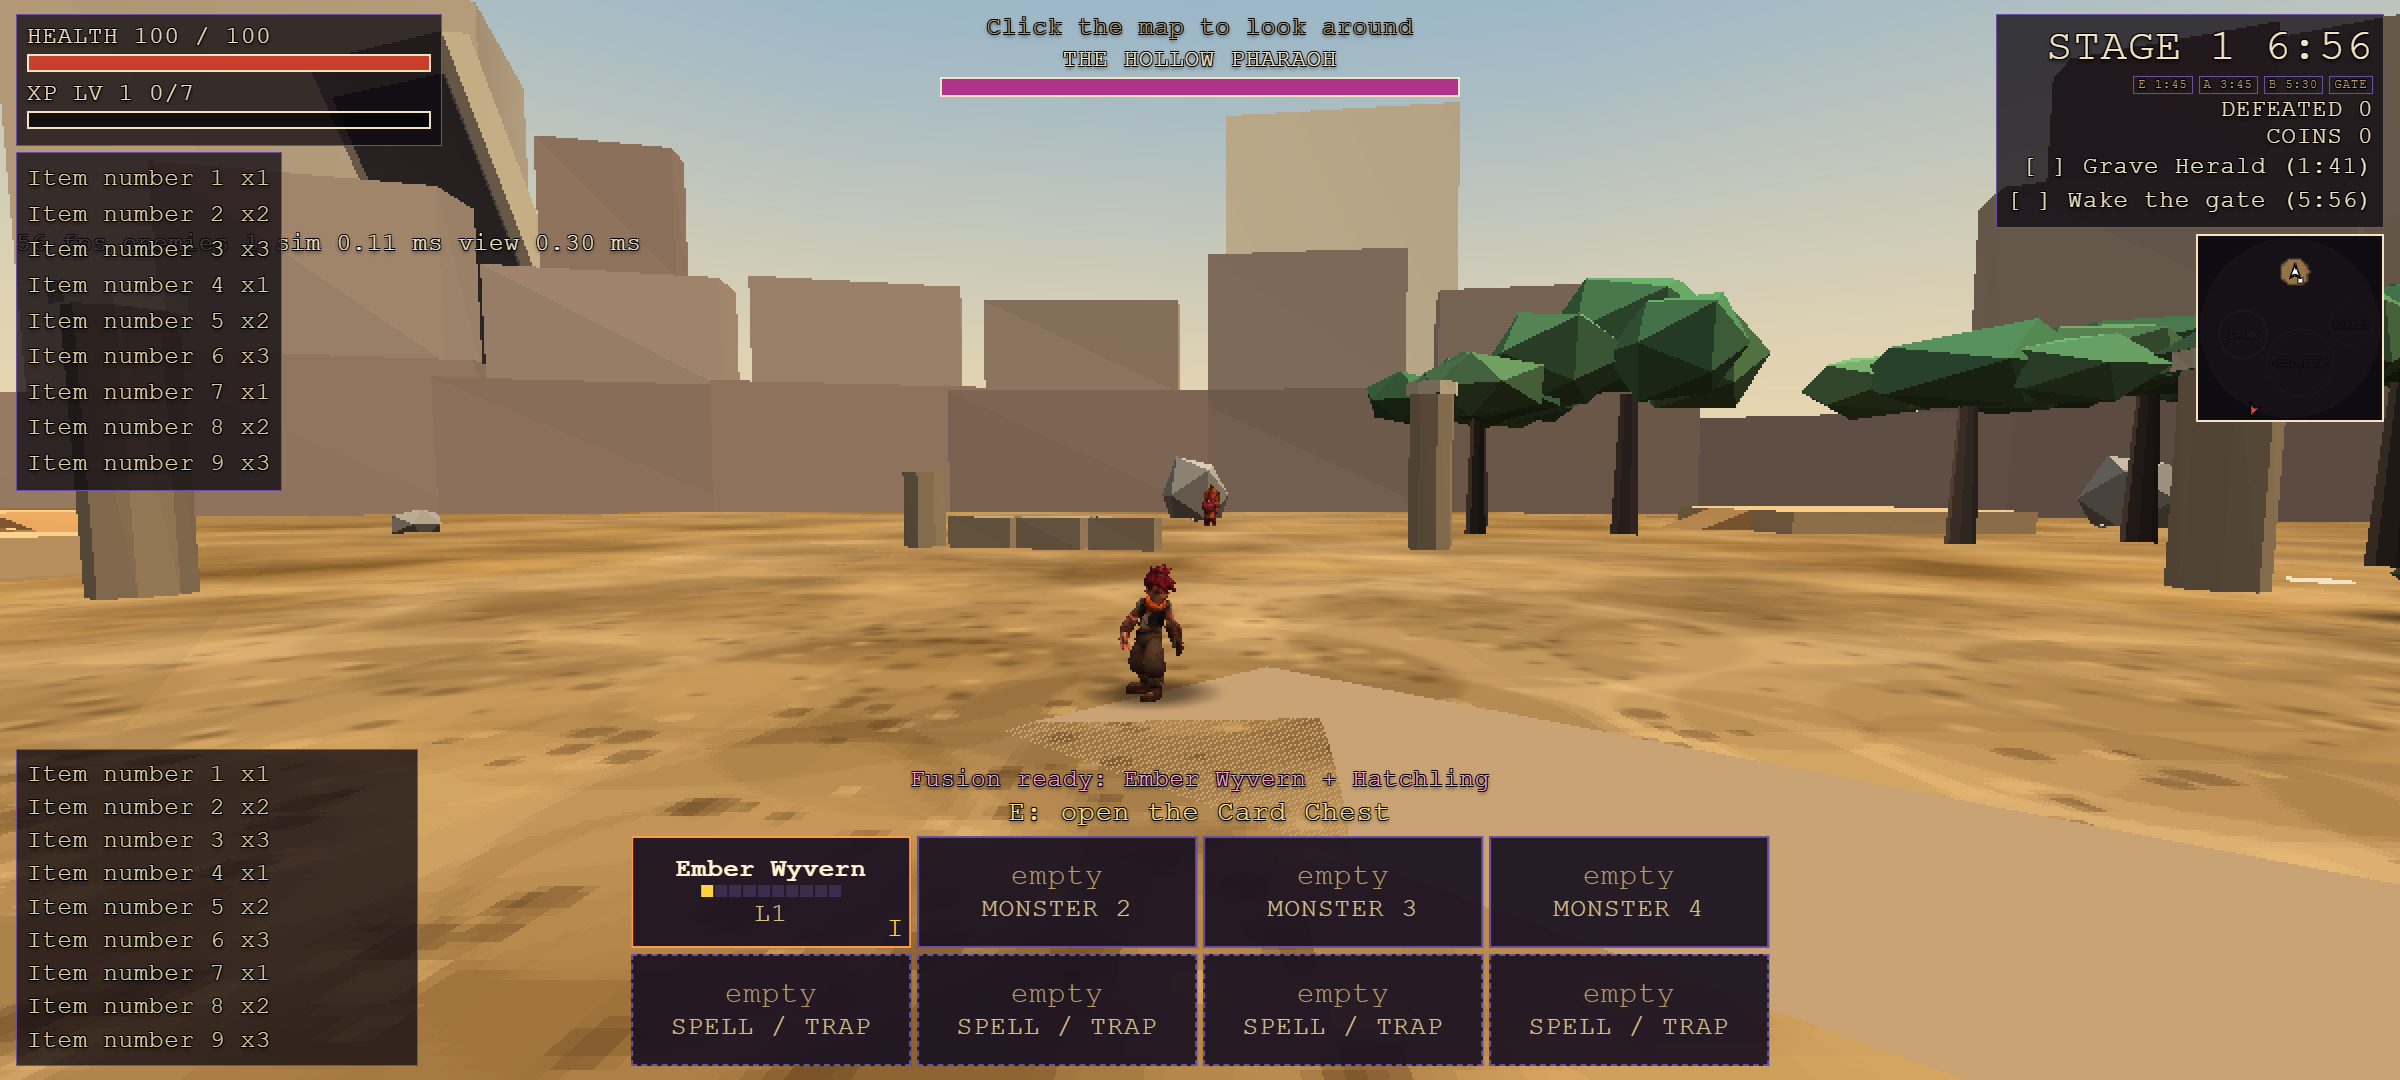 HEALTH 100 / 100
XP LV 1 0/7
Item number 1 x1
Item number 2 x2
Item number 3 x3
Item number 4 x1
Item number 5 x2
Item number 6 x3
Item number 7 x1
Item number 8 x2
Item number 9 x3
sim 0.11 ms view 0.30 ms
Click the map to look around
THE HOLLOW PHARAOH
STAGE 1 6:56
E 1:45 A 3:45 B 5:30 GATE
DEFEATED 0
COINS 0
[ ] Grave Herald (1:41)
[ ] Wake the gate (5:56)
Item number 1 x1
Item number 2 x2
Item number 3 x3
Item number 4 x1
Item number 5 x2
Item number 6 x3
Item number 7 x1
Item number 8 x2
Item number 9 x3
Fusion ready: Ember Wyvern + Hatchling
E: open the Card Chest
Ember Wyvern
L1
I
empty
MONSTER 2
empty
MONSTER 3
empty
MONSTER 4
empty
SPELL / TRAP
empty
SPELL / TRAP
empty
SPELL / TRAP
empty
SPELL / TRAP